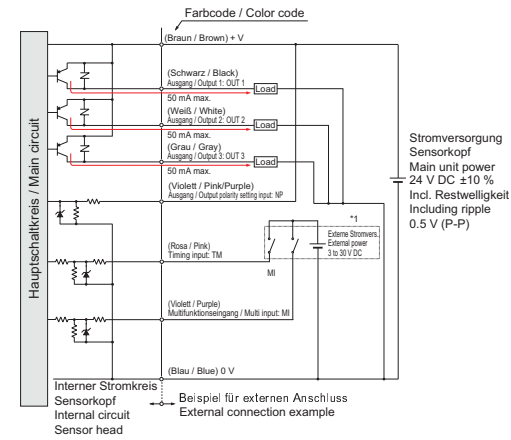 Farbcode / Color code
(Braun / Brown) + V
(Schwarz / Black)
Ausgang / Output 1: OUT 1
Load
50 mA max.
(Weiß / White)
Ausgang / Output 2: OUT 2
Load
50 mA max.
(Grau / Gray)
Ausgang / Output 3: OUT 3
Load
50 mA max.
(Violett / Pink/Purple)
Ausgang / Output polarity setting input: NP
Hauptschaltkreis / Main circuit
Stromversorgung
Sensorkopf
Main unit power
24 V DC ±10 %
Incl. Restwelligkeit
Including ripple
0.5 V (P-P)
*1
Externe Stromvers.
External power
3 to 30 V DC
(Rosa / Pink)
Timing input: TM
MI
(Violett / Purple)
Multifunktionseingang / Multi input: MI
(Blau / Blue) 0 V
Interner Stromkreis
Sensorkopf
Internal circuit
Sensor head
Beispiel für externen Anschluss
External connection example